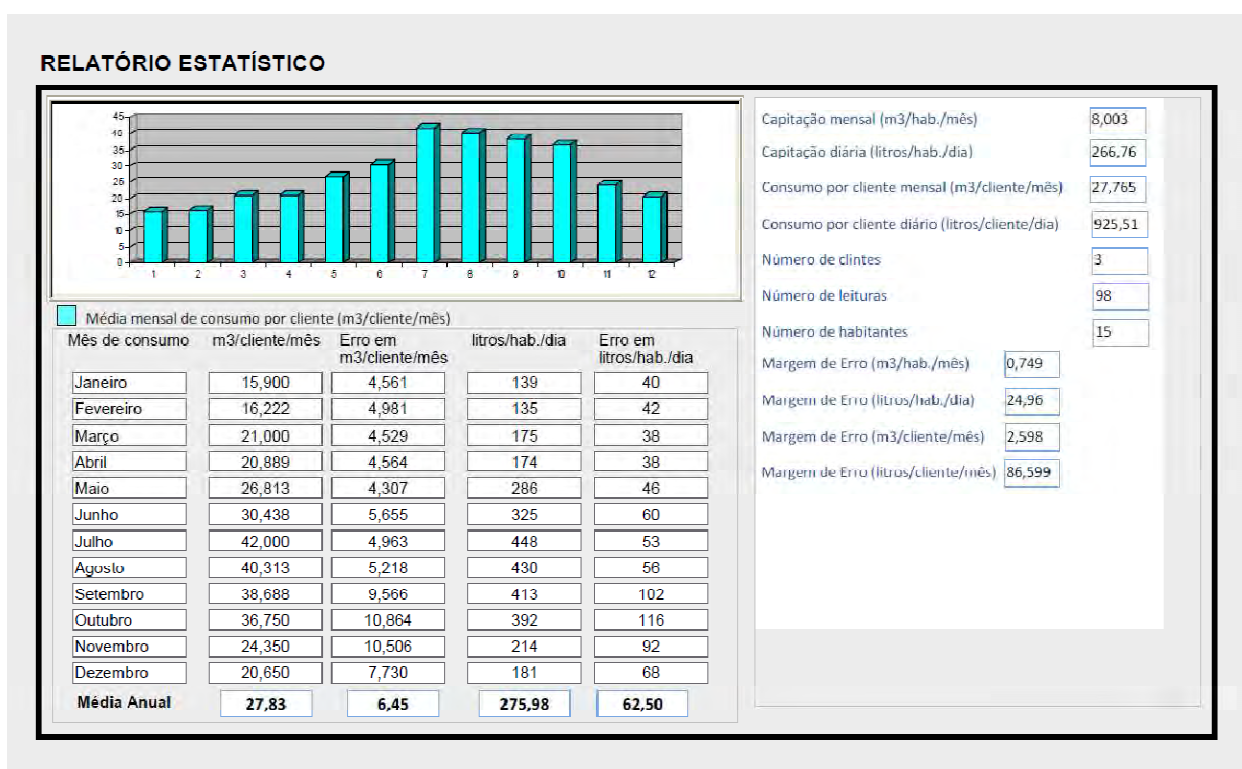 RELATÓRIO ESTATÍSTICO
45
40
35
30
25
20
15
10
5
0
1 2 3 4 5 6 7 8 9 10 11 12
Média mensal de consumo por cliente (m3/cliente/mês)
Mês de consumo m3/cliente/mês Erro em m3/cliente/mês litros/hab./dia Erro em litros/hab./dia
Janeiro 15,900 4,561 139 40
Fevereiro 16,222 4,981 135 42
Março 21,000 4,529 175 38
Abril 20,889 4,564 174 38
Maio 26,813 4,307 286 46
Junho 30,438 5,655 325 60
Julho 42,000 4,963 448 53
Agosto 40,313 5,218 430 56
Setembro 38,688 9,566 413 102
Outubro 36,750 10,864 392 116
Novembro 24,350 10,506 214 92
Dezembro 20,650 7,730 181 68
Média Anual 27,83 6,45 275,98 62,50
Capitação mensal (m3/hab./mês) 8,003
Capitação diária (litros/hab./dia) 266,76
Consumo por cliente mensal (m3/cliente/mês) 27,765
Consumo por cliente diário (litros/cliente/dia) 925,51
Número de clintes 3
Número de leituras 98
Número de habitantes 15
Margem de Erro (m3/hab./mês) 0,749
Margem de Erro (litros/hab./dia) 24,96
Margem de Erro (m3/cliente/mês) 2,598
Margem de Erro (litros/cliente/mês) 86,599